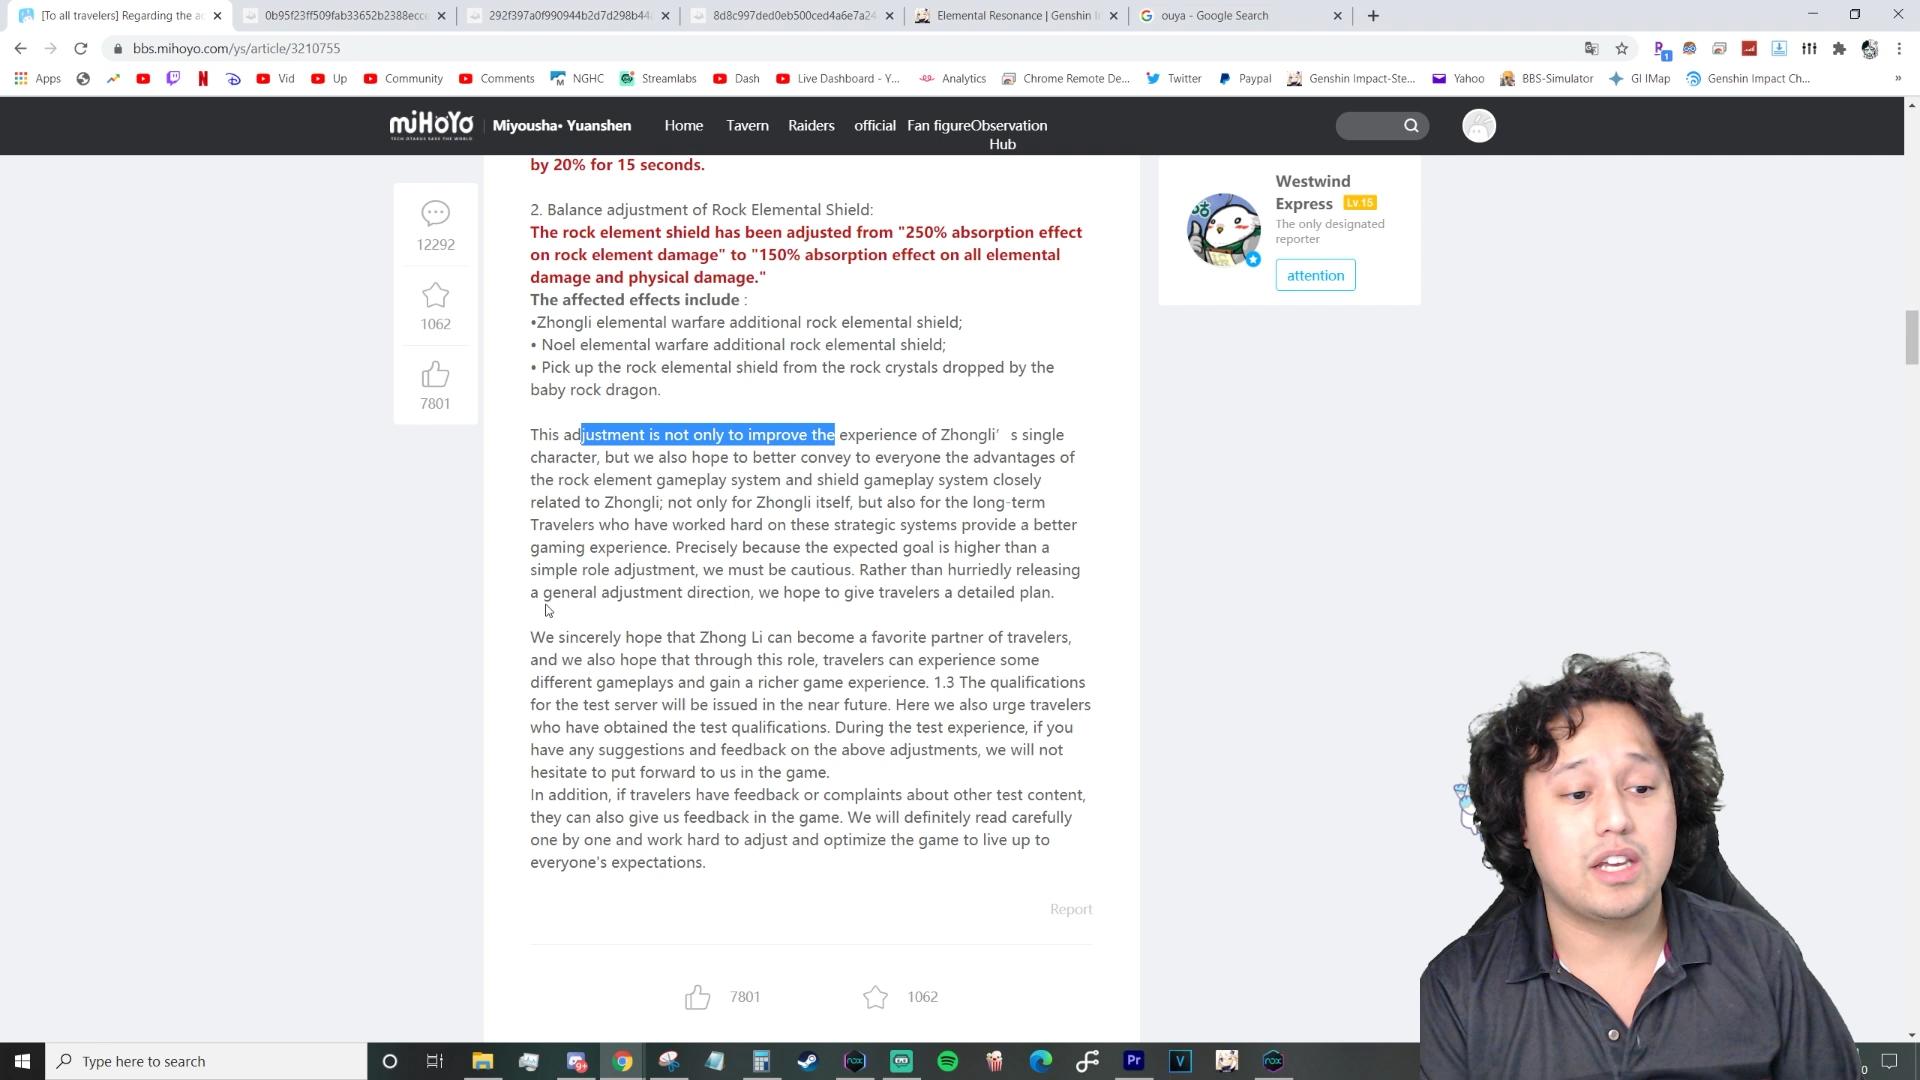 [To all travelers] Regarding the ac
0b95f23ff509fab33652b2388ecc
292f397a0f990944b2d7d298b44
8d8c997ded0eb500ced4a6e7a24
Elemental Resonance | Genshin I
ouya - Google Search
bbs.mihoyo.com/ys/article/3210755
Apps
Vid
Up
Community
Comments
NGHC
Streamlabs
Dash
Live Dashboard - Y...
Analytics
Chrome Remote De...
Twitter
Paypal
Genshin Impact-Ste...
Yahoo
BBS-Simulator
GI IMap
Genshin Impact Ch...
miHoYo
TECH OTAKUS SAVE THE WORLD
Miyousha• Yuanshen
Home
Tavern
Raiders
official
Fan figureObservation
Hub
by 20% for 15 seconds.
2. Balance adjustment of Rock Elemental Shield:
The rock element shield has been adjusted from "250% absorption effect
on rock element damage" to "150% absorption effect on all elemental
damage and physical damage."
The affected effects include :
•Zhongli elemental warfare additional rock elemental shield;
• Noel elemental warfare additional rock elemental shield;
• Pick up the rock elemental shield from the rock crystals dropped by the
baby rock dragon.
This adjustment is not only to improve the experience of Zhongli’ s single
character, but we also hope to better convey to everyone the advantages of
the rock element gameplay system and shield gameplay system closely
related to Zhongli; not only for Zhongli itself, but also for the long-term
Travelers who have worked hard on these strategic systems provide a better
gaming experience. Precisely because the expected goal is higher than a
simple role adjustment, we must be cautious. Rather than hurriedly releasing
a general adjustment direction, we hope to give travelers a detailed plan.
We sincerely hope that Zhong Li can become a favorite partner of travelers,
and we also hope that through this role, travelers can experience some
different gameplays and gain a richer game experience. 1.3 The qualifications
for the test server will be issued in the near future. Here we also urge travelers
who have obtained the test qualifications. During the test experience, if you
have any suggestions and feedback on the above adjustments, we will not
hesitate to put forward to us in the game.
In addition, if travelers have feedback or complaints about other test content,
they can also give us feedback in the game. We will definitely read carefully
one by one and work hard to adjust and optimize the game to live up to
everyone's expectations.
Report
7801
1062
12292
1062
7801
Westwind
Express
Lv.15
The only designated
reporter
attention
Type here to search